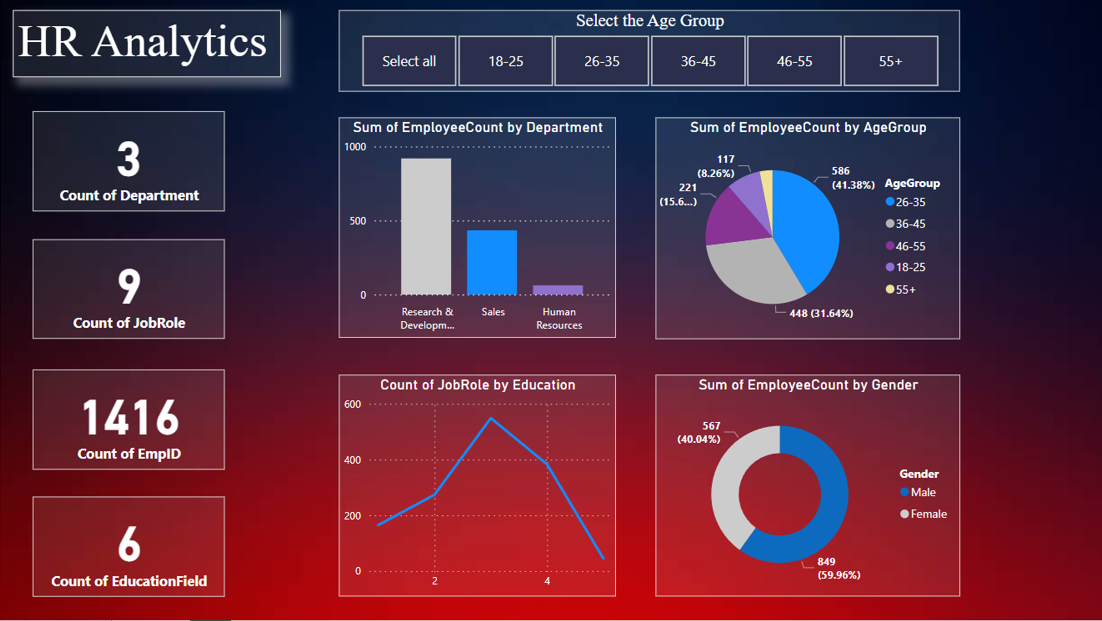 HR Analytics
Select the Age Group
Select all
18-25
26-35
36-45
46-55
55+
3
Count of Department
9
Count of JobRole
1416
Count of EmpID
6
Count of EducationField
Sum of EmployeeCount by Department
1000
500
0
Research &
Developm...
Sales
Human
Resources
Sum of EmployeeCount by AgeGroup
117
(8.26%)
221
(15.6...)
586
(41.38%)
448 (31.64%)
AgeGroup
26-35
36-45
46-55
18-25
55+
Count of JobRole by Education
600
400
200
0
2
4
Sum of EmployeeCount by Gender
567
(40.04%)
849
(59.96%)
Gender
Male
Female